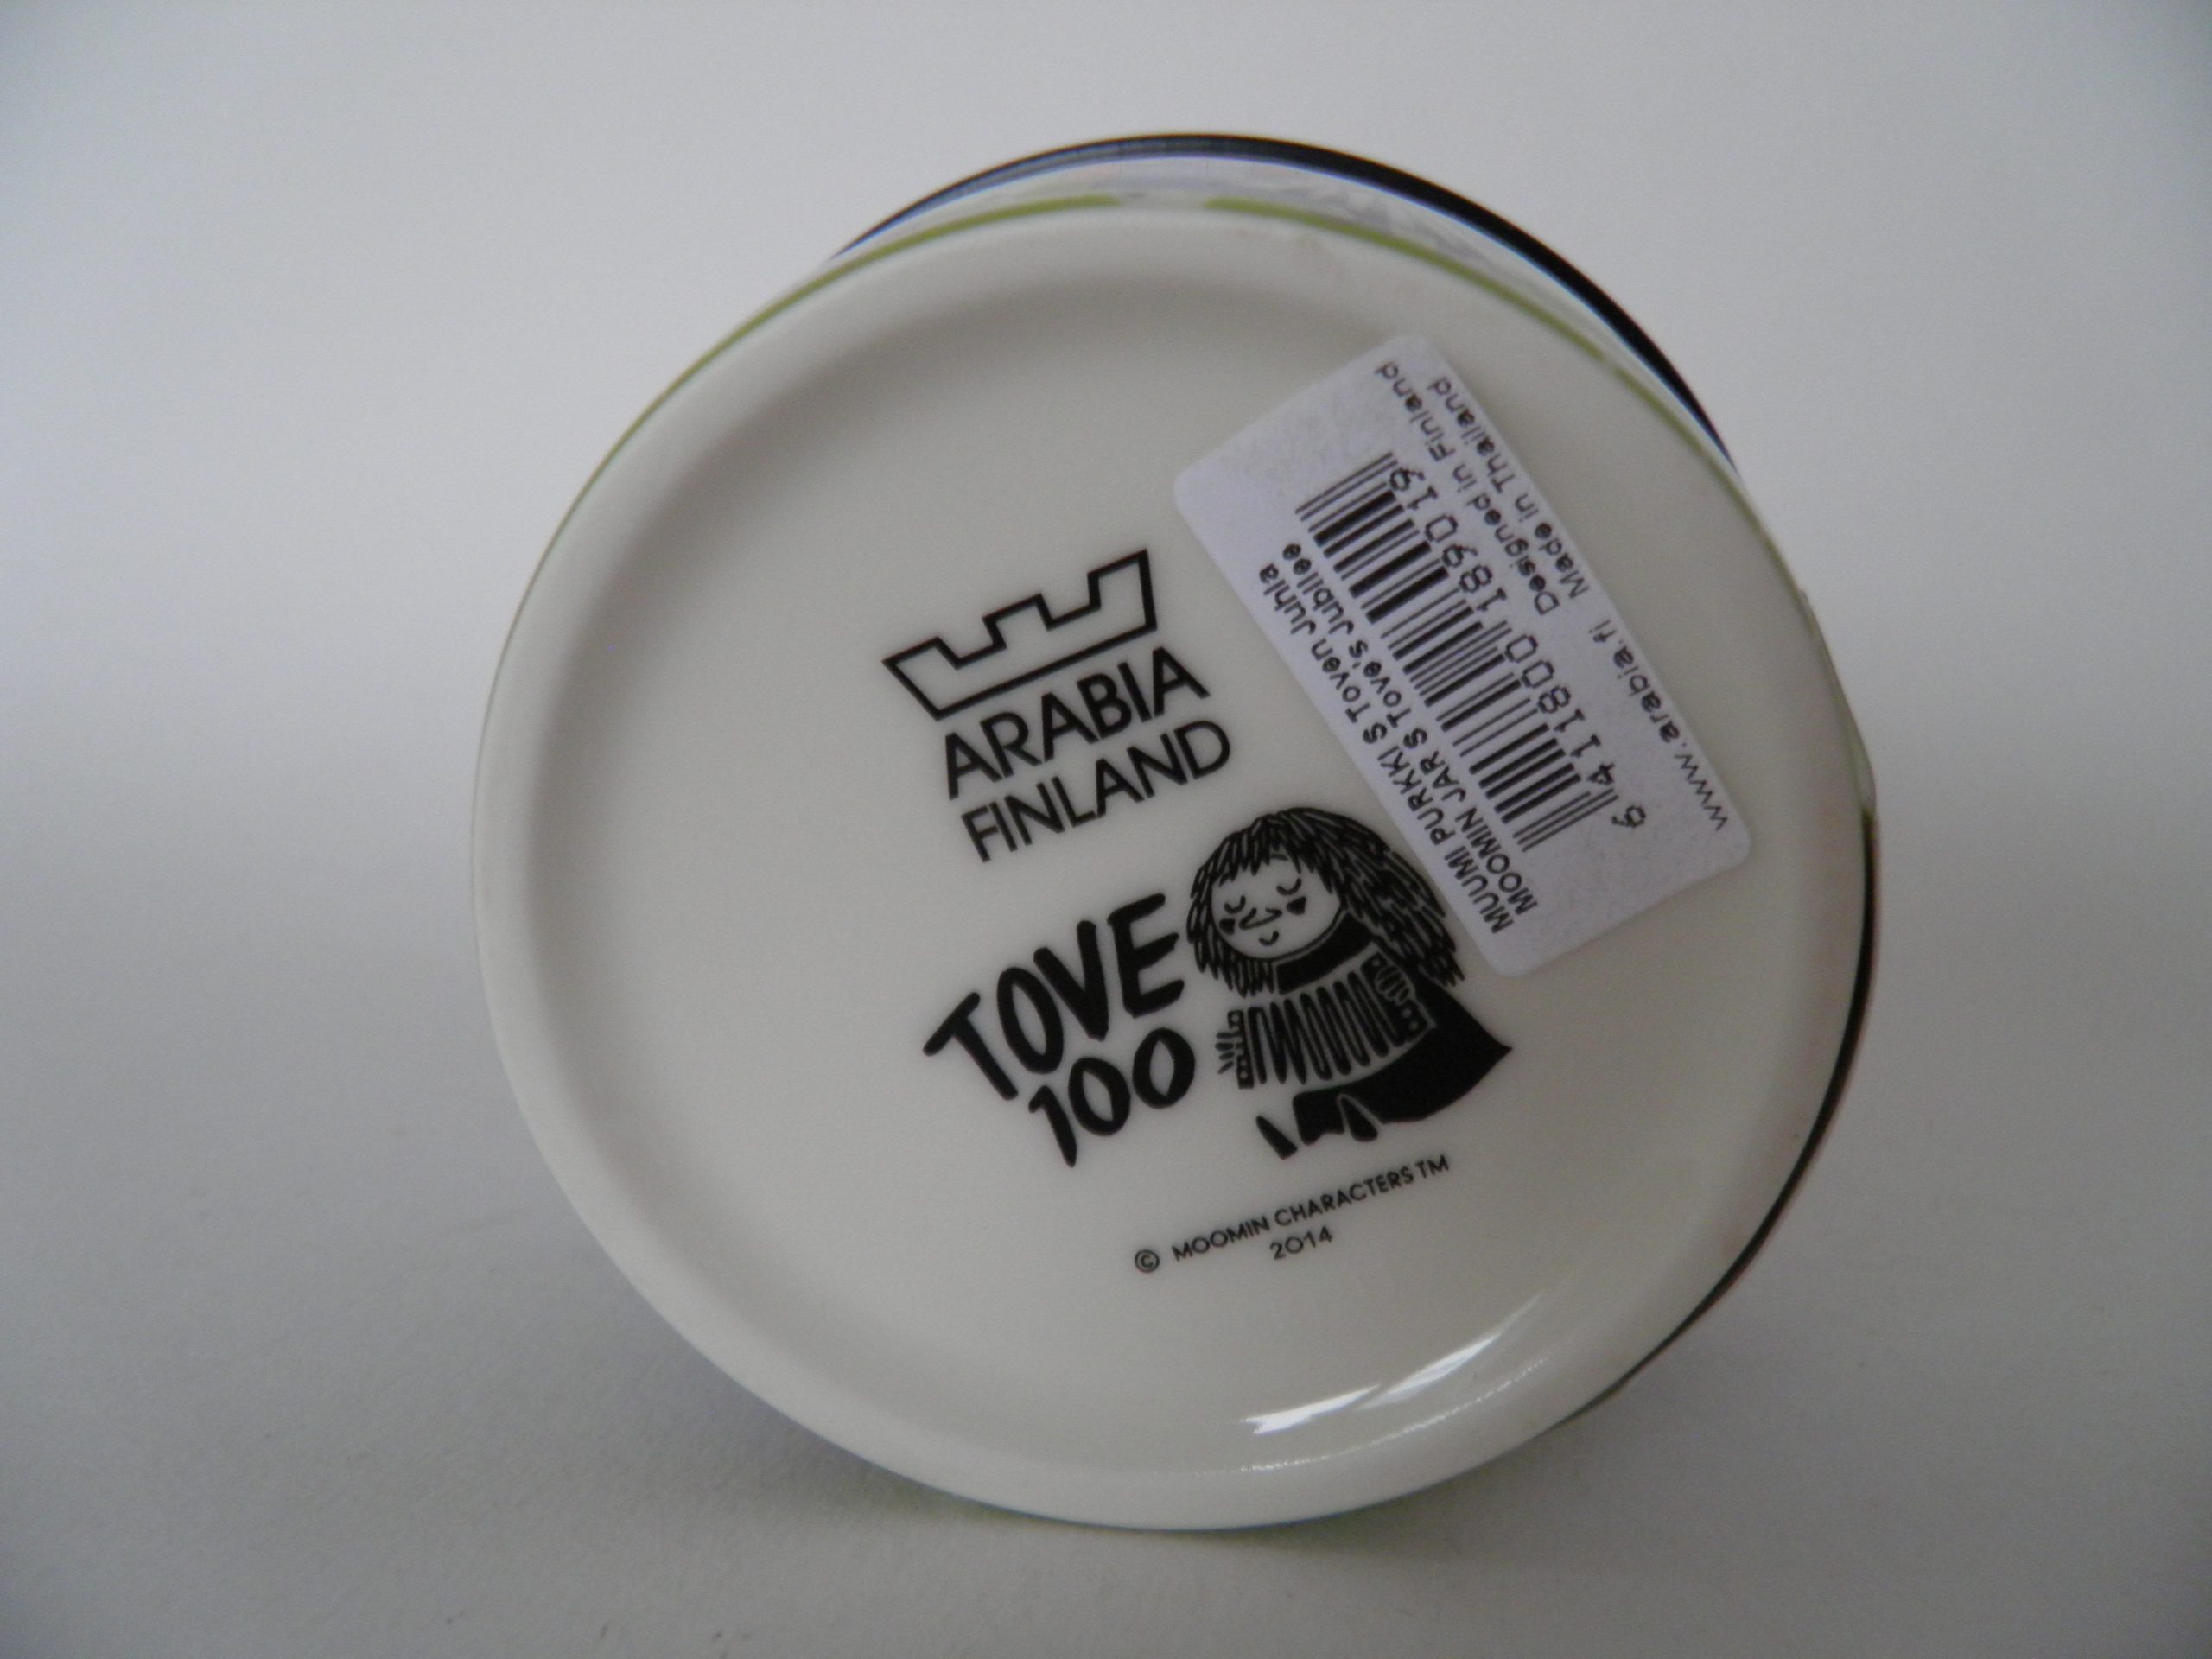 ARABIA
FINLAND
TOVE
100
© MOOMIN CHARACTERS TM
2014
MUUMI PURKKI S Toven Juhla
MOOMIN JAR S Tove's Jubilee
6 411800 189019
www.arabia.fi Designed in Finland
Made in Thailand